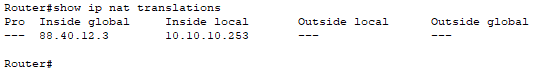 Router#show ip nat translations
Pro  Inside global     Inside local       Outside local      Outside global
---  88.40.12.3        10.10.10.253       ---                ---
Router#